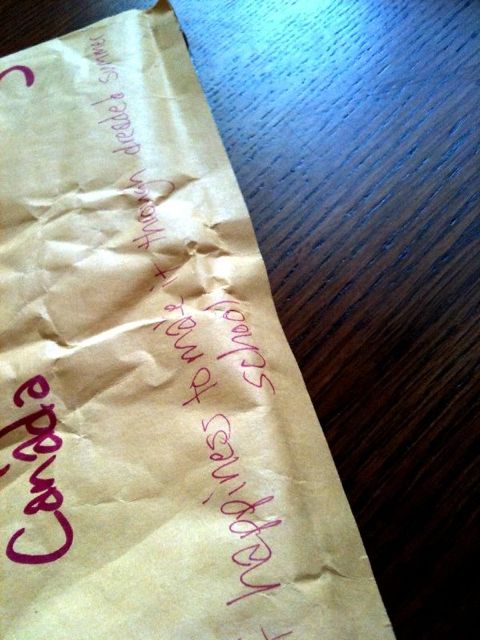 Canada
happiness to make it through dreaded summer
school